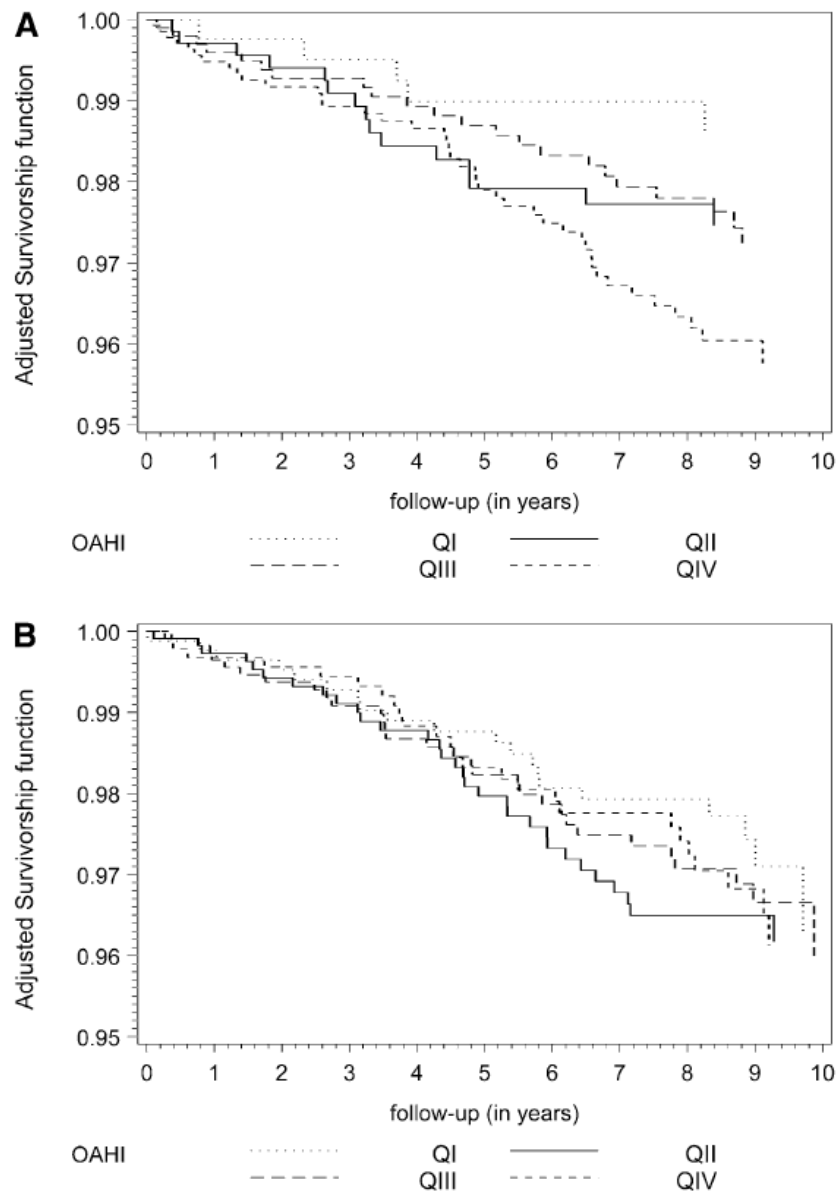 A
Adjusted Survivorship function
1.00
0.99
0.98
0.97
0.96
0.95
0 1 2 3 4 5 6 7 8 9 10
follow-up (in years)
OAHI QI QII
QIII QIV
B
Adjusted Survivorship function
1.00
0.99
0.98
0.97
0.96
0.95
0 1 2 3 4 5 6 7 8 9 10
follow-up (in years)
OAHI QI QII
QIII QIV